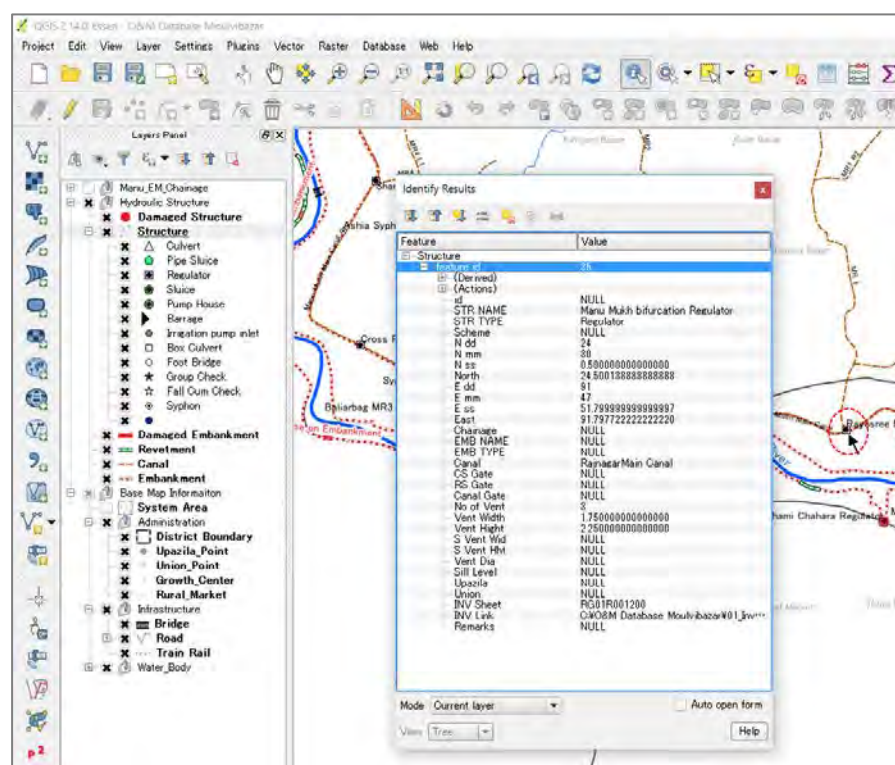 QGIS 2.14.0-Essen - O&M Database Moulvibazar
Project Edit View Layer Settings Plugins Vector Raster Database Web Help
Layers Panel
Manu_EM_Chainage
Hydraulic Structure
Damaged Structure
Structure
Culvert
Pipe Sluice
Regulator
Sluice
Pump House
Barrage
Irrigation pump inlet
Box Culvert
Foot Bridge
Group Check
Fall Cum Check
Syphon
Damaged Embankment
Revetment
Canal
Embankment
Base Map Informaiton
System Area
Administration
District Boundary
Upazila_Point
Union_Point
Growth_Center
Rural_Market
Infrastructure
Bridge
Road
Train Rail
Water_Body
Identify Results
Feature Value
Structure
feature id
(Derived)
(Actions)
id NULL
STR NAME Manu Mukh bifurcation Regulator
STR TYPE Regulator
Scheme NULL
N dd 24
N mm 30
N ss 0.500000000000000
North 24.500138888888888
E dd 91
E mm 47
E ss 51.799999999999997
East 91.797722222222220
Chainage NULL
EMB NAME NULL
EMB TYPE NULL
Canal RajnagarMain Canal
CS Gate NULL
RS Gate NULL
Canal Gate NULL
No of Vent 3
Vent Width 1.750000000000000
Vent Hight 2.250000000000000
S Vent Wid NULL
S Vent Hht NULL
Vent Dia NULL
Sill Level NULL
Upazila NULL
Union NULL
INV Sheet RG01R001200
INV Link C:¥O&M Database Moulvibazar¥01_Inv…
Remarks NULL
Mode Current layer Auto open form
View Tree Help
Baliarbag MR3
Embankment
Chahara Regulator